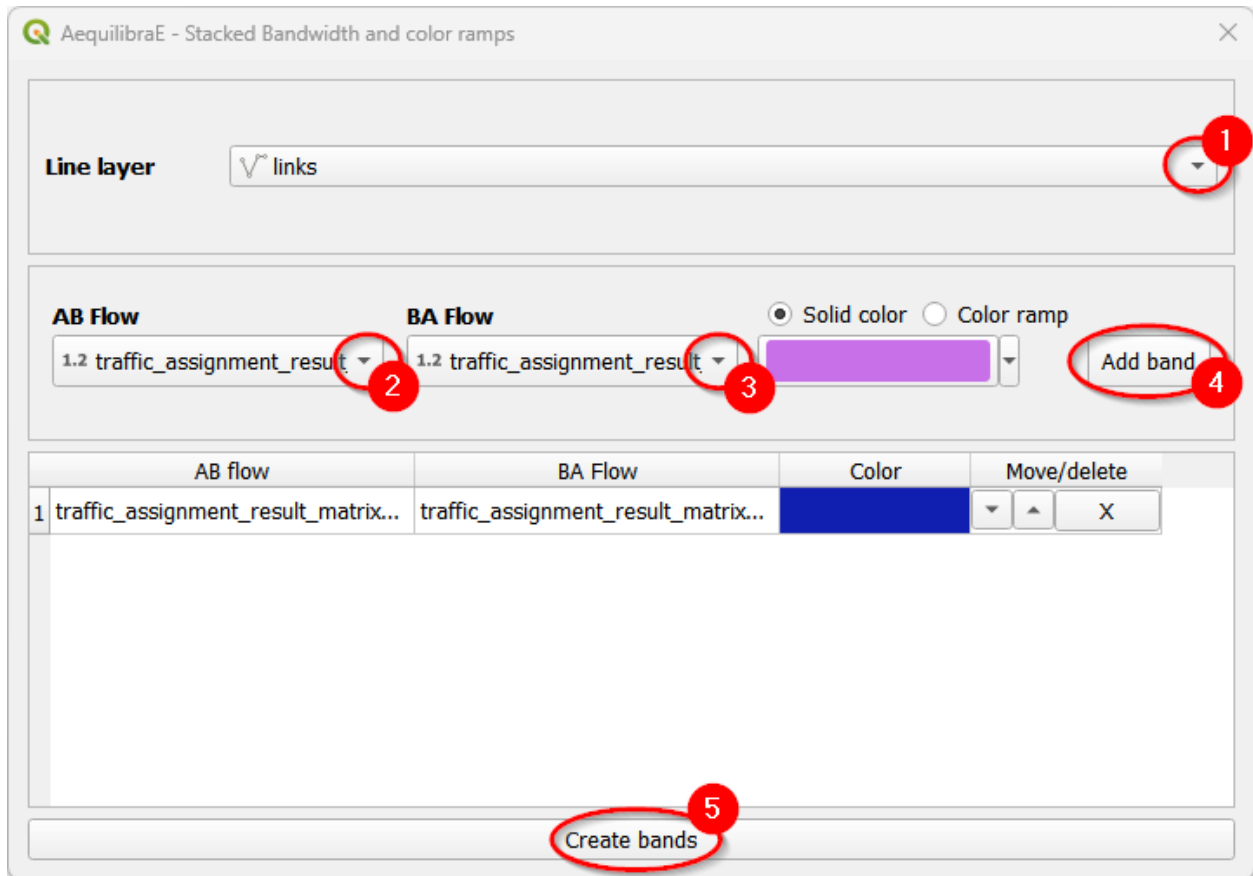 AequilibraE - Stacked Bandwidth and color ramps
1
Line layer links
AB Flow BA Flow Solid color Color ramp
1.2 traffic_assignment_result_ 1.2 traffic_assignment_result_ Add band
2 3 4
AB flow BA Flow Color Move/delete
1 traffic_assignment_result_matrix... traffic_assignment_result_matrix... X
5
Create bands